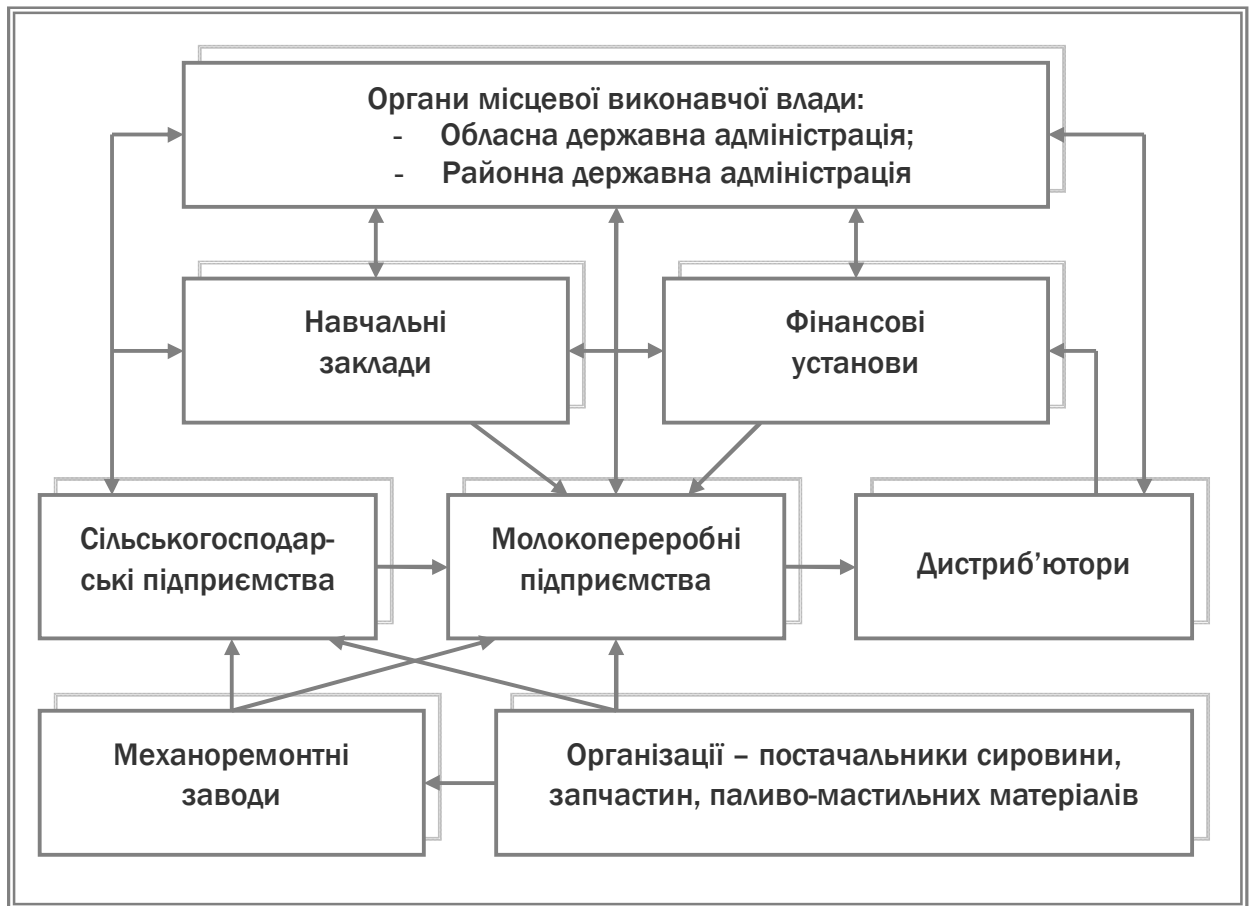 Органи місцевої виконавчої влади:
- Обласна державна адміністрація;
- Районна державна адміністрація
Навчальні
заклади
Фінансові
установи
Сільськогосподар-
ські підприємства
Молокопереробні
підприємства
Дистриб’ютори
Механоремонтні
заводи
Організації – постачальники сировини,
запчастин, паливо-мастильних матеріалів